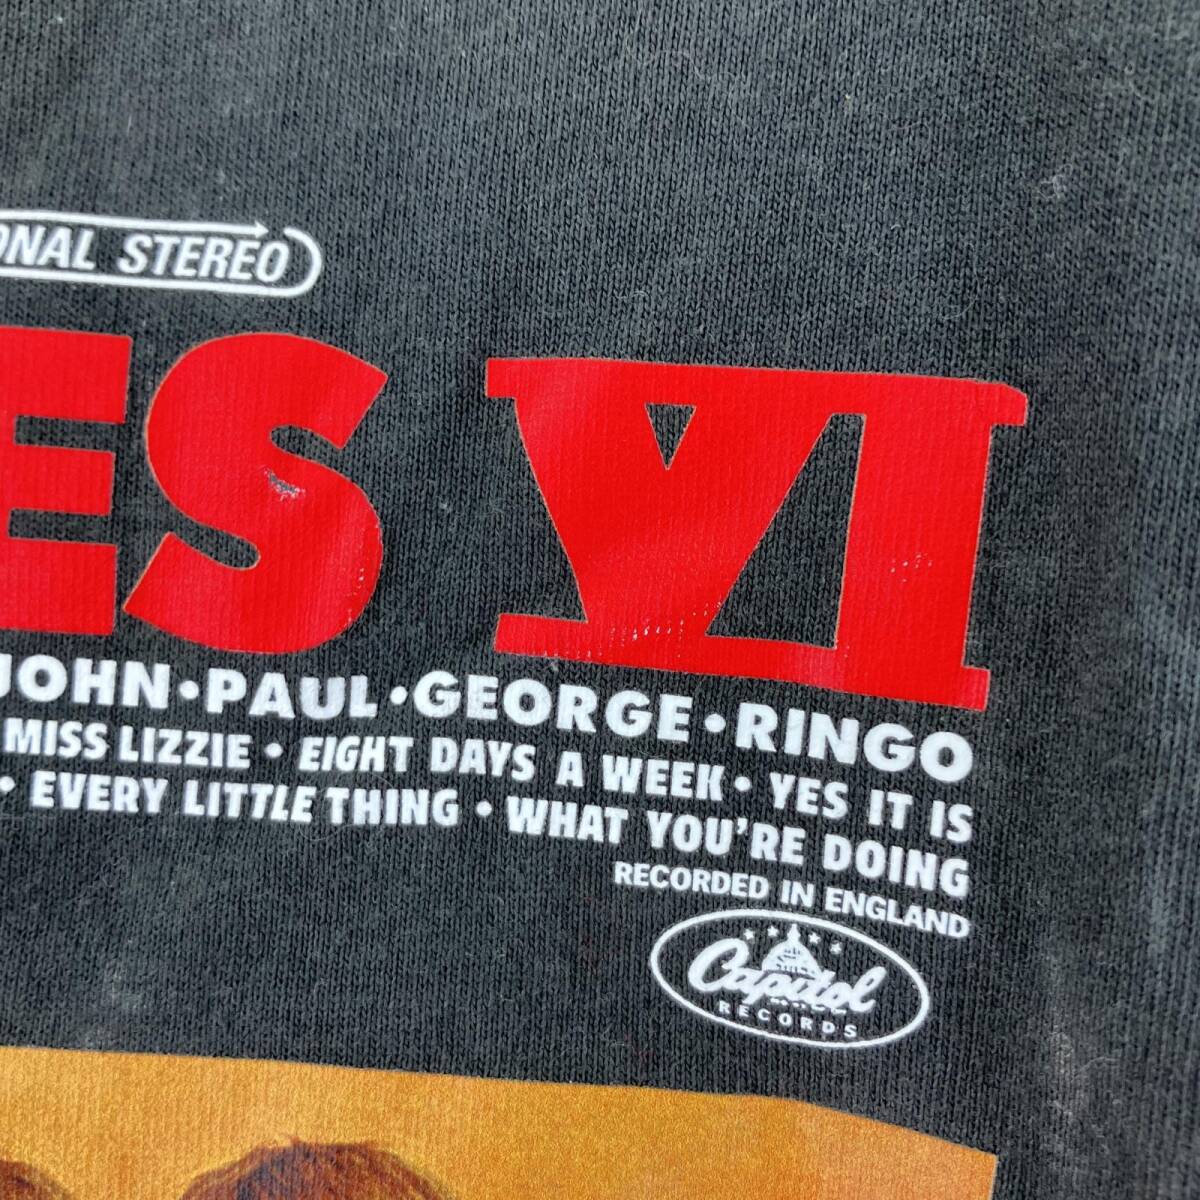 ONAL STEREO
ES VI
JOHN•PAUL•GEORGE•RINGO
MISS LIZZIE • EIGHT DAYS A WEEK • YES IT IS
• EVERY LITTLE THING • WHAT YOU'RE DOING
RECORDED IN ENGLAND
Capitol
RECORDS